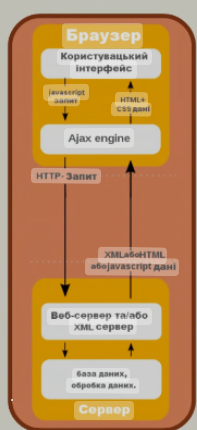 Браузер
Користувацький
інтерфейс
javascript
запит
HTML+
CSS дані
Ajax engine
HTTP-Запит
XMLабоHTML
абоjavascript дані
Веб-сервер та/або
XML сервер
база даних,
обробка даних.
Сервер